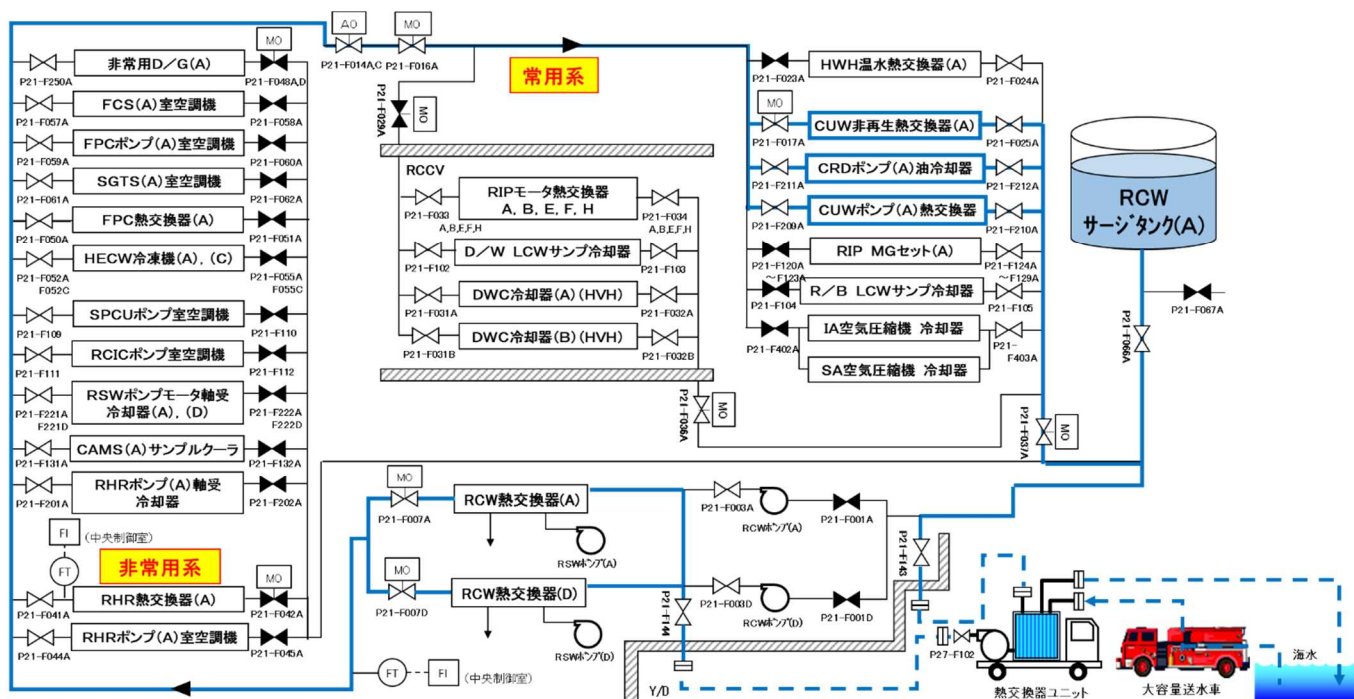 AO
MO
P21-F014A,C
P21-F016A
常用系
MO
非常用D/G(A)
P21-F250A
P21-F048A,D
FCS(A)室空調機
P21-F057A
P21-F058A
FPCポンプ(A)室空調機
P21-F059A
P21-F060A
SGTS(A)室空調機
P21-F061A
P21-F062A
FPC熱交換器(A)
P21-F050A
P21-F051A
HECW冷凍機(A),(C)
P21-F052A
F052C
P21-F055A
F055C
SPCUポンプ室空調機
P21-F109
P21-F110
RCICポンプ室空調機
P21-F111
P21-F112
RSWポンプモータ軸受
冷却器(A),(D)
P21-F221A
F221D
P21-F222A
F222D
CAMS(A)サンプルクーラ
P21-F131A
P21-F132A
RHRポンプ(A)軸受
冷却器
P21-F201A
P21-F202A
FI
(中央制御室)
FT
非常用系
MO
RHR熱交換器(A)
P21-F041A
P21-F042A
RHRポンプ(A)室空調機
P21-F044A
P21-F045A
P21-F029A
MO
RCCV
RIPモータ熱交換器
A, B, E, F, H
P21-F033
A,B,E,F,H
P21-F034
A,B,E,F,H
D/W LCWサンプ冷却器
P21-F102
P21-F103
DWC冷却器(A)(HVH)
P21-F031A
P21-F032A
DWC冷却器(B)(HVH)
P21-F031B
P21-F032B
P21-F036A
MO
HWH温水熱交換器(A)
P21-F023A
P21-F024A
MO
CUW非再生熱交換器(A)
P21-F017A
P21-F025A
CRDポンプ(A)油冷却器
P21-F211A
P21-F212A
CUWポンプ(A)熱交換器
P21-F209A
P21-F210A
RIP MGセット(A)
P21-F120A
~F123A
P21-F124A
~F129A
R/B LCWサンプ冷却器
P21-F104
P21-F105
IA空気圧縮機 冷却器
P21-F402A
P21-
F403A
SA空気圧縮機 冷却器
RCW
サージタンク(A)
P21-F067A
P21-F066A
P21-F037A
MO
MO
P21-F007A
RCW熱交換器(A)
RSWポンプ(A)
P21-F003A
RCWポンプ(A)
P21-F001A
MO
P21-F007D
RCW熱交換器(D)
RSWポンプ(D)
P21-F003D
RCWポンプ(D)
P21-F001D
P21-F143
P21-F144
FT
FI
(中央制御室)
Y/D
P27-F102
熱交換器ユニット
大容量送水車
海水